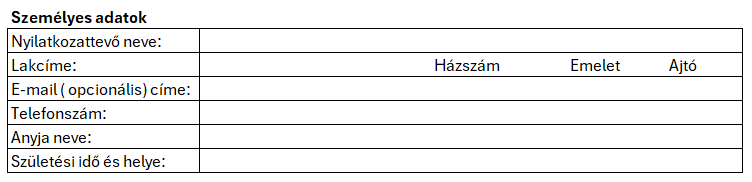 Személyes adatok
Nyilatkozattevő neve:
Lakcíme: Házszám Emelet Ajtó
E-mail ( opcionális) címe:
Telefonszám:
Anyja neve:
Születési idő és helye: